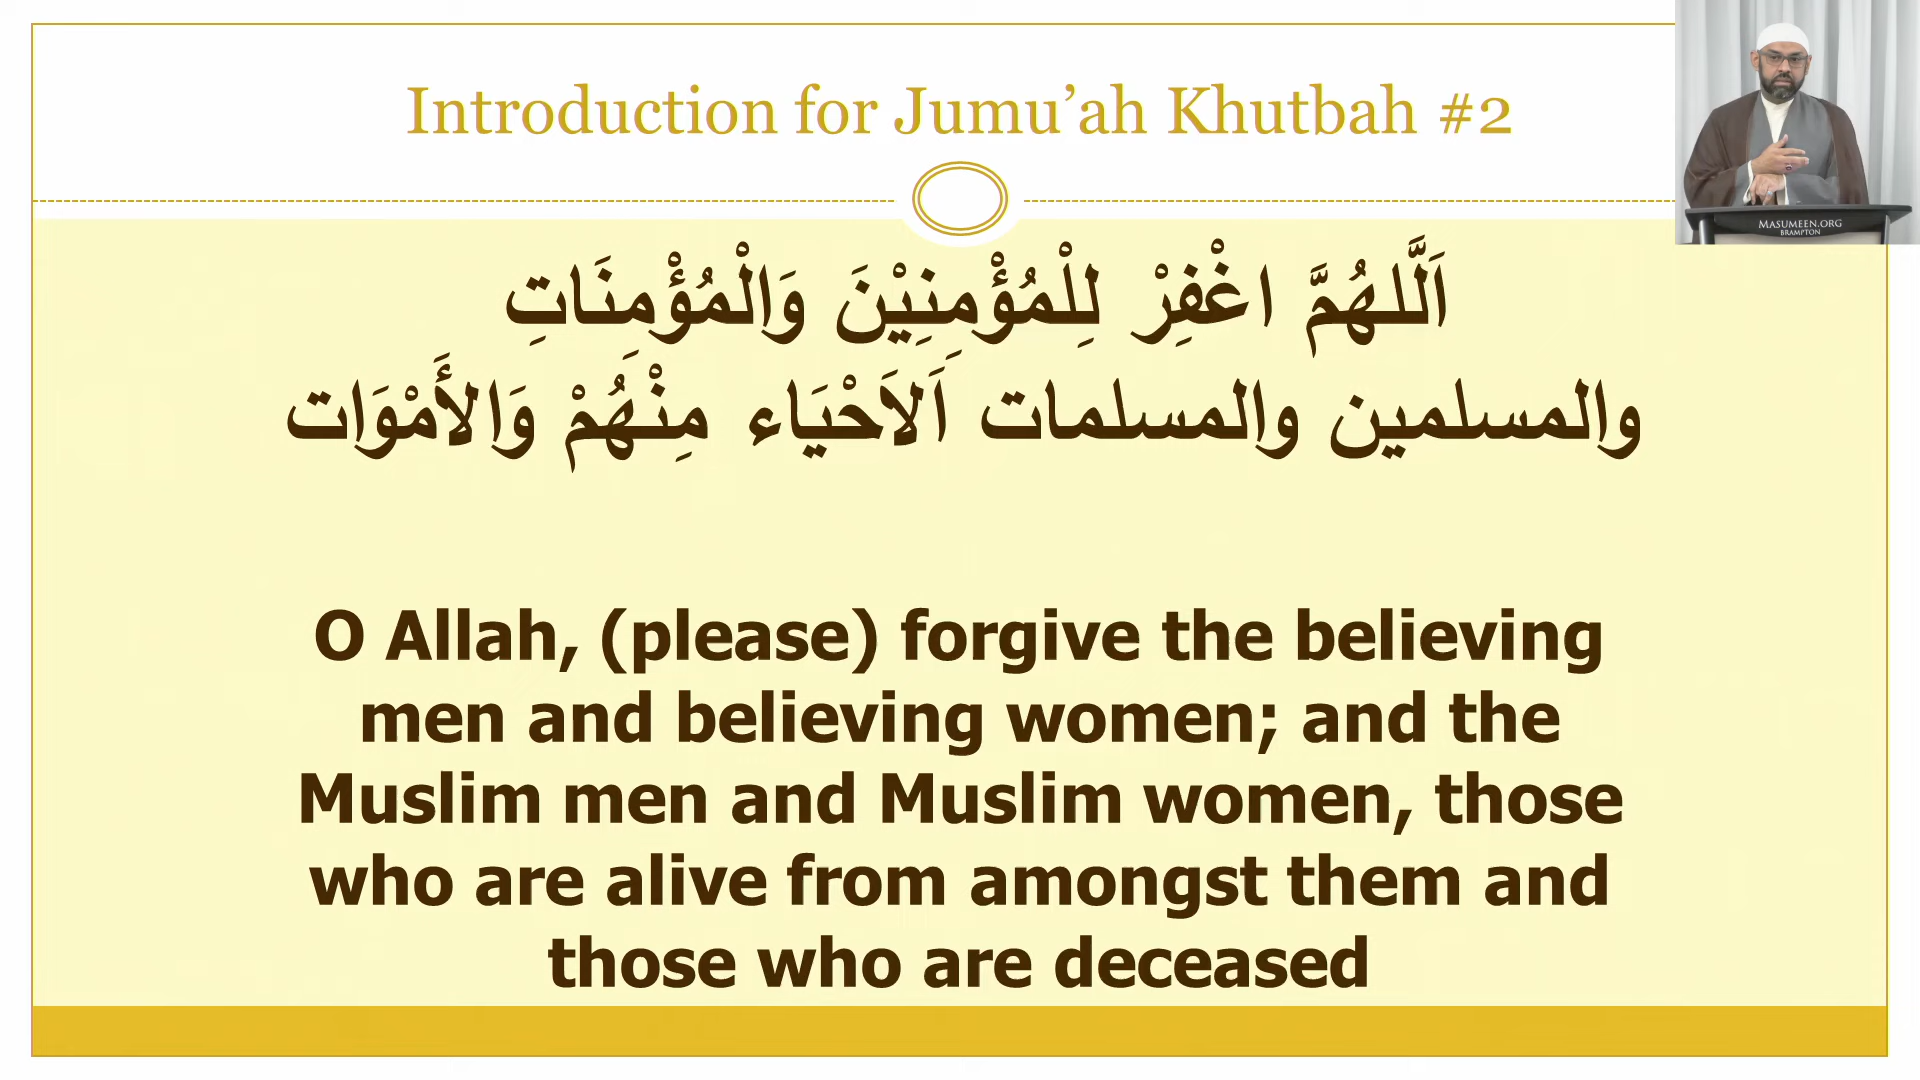 Introduction for Jumu’ah Khutbah #2
MASUMEEN.ORG
BRAMPTON
اَللَّهُمَّ اغْفِرْ لِلْمُؤْمِنِيْنَ وَالْمُؤْمِنَاتِ
والمسلمين والمسلمات اَلاَحْيَاء مِنْهُمْ وَالأَمْوَات
O Allah, (please) forgive the believing
men and believing women; and the
Muslim men and Muslim women, those
who are alive from amongst them and
those who are deceased